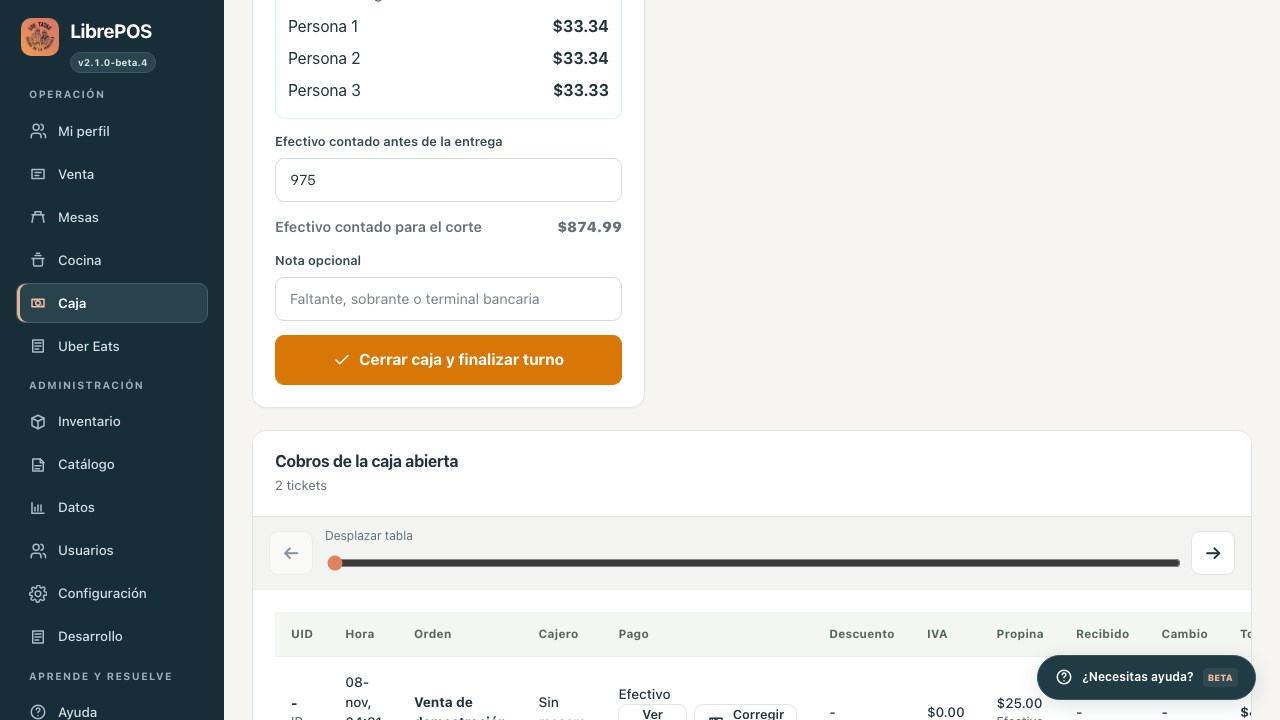 LibrePOS
v2.1.0-beta.4
OPERACIÓN
Mi perfil
Venta
Mesas
Cocina
Caja
Uber Eats
ADMINISTRACIÓN
Inventario
Catálogo
Datos
Usuarios
Configuración
Desarrollo
APRENDE Y RESUELVE
Ayuda
Persona 1 $33.34
Persona 2 $33.34
Persona 3 $33.33
Efectivo contado antes de la entrega
975
Efectivo contado para el corte $874.99
Nota opcional
Faltante, sobrante o terminal bancaria
Cerrar caja y finalizar turno
Cobros de la caja abierta
2 tickets
Desplazar tabla
UID Hora Orden Cajero Pago Descuento IVA Propina Recibido Cambio
08-
nov,
- Venta de Sin Efectivo - $0.00 $25.00 - -
Ver Corregir
¿Necesitas ayuda? BETA